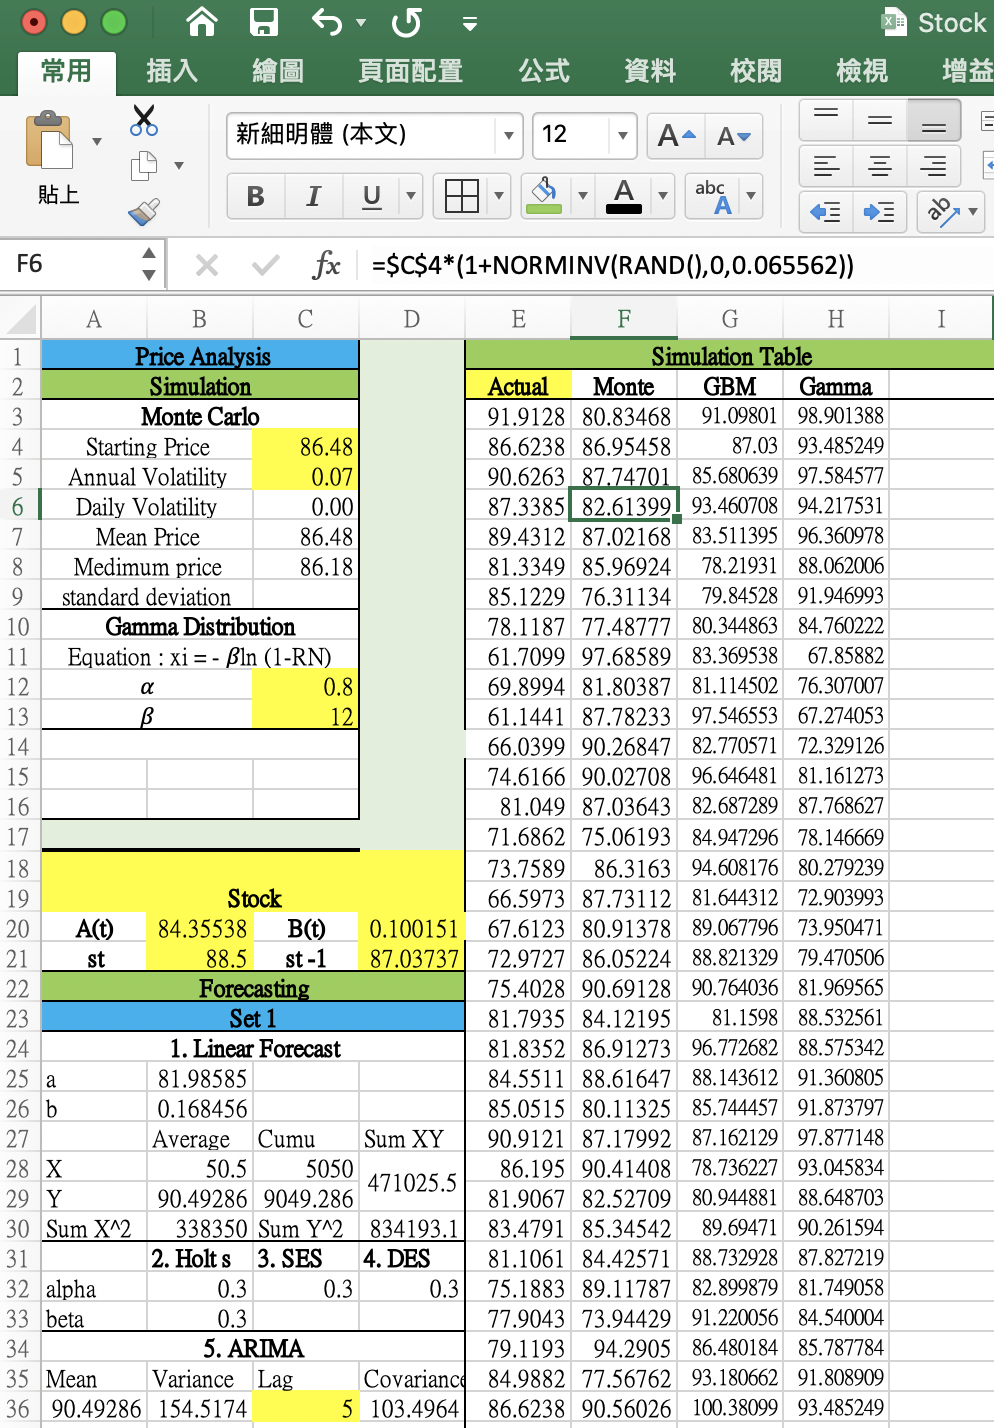 Stock
常用 插入 繪圖 頁面配置 公式 資料 校閱 檢視 增益
貼上 新細明體 (本文) 12 A A
B I U A abc A ab
F6 fx =$C$4*(1+NORMINV(RAND(),0,0.065562))
A B C D E F G H I
1 Price Analysis Simulation Table
2 Simulation Actual Monte GBM Gamma
3 Monte Carlo 91.9128 80.83468 91.09801 98.901388
4 Starting Price 86.48 86.6238 86.95458 87.03 93.485249
5 Annual Volatility 0.07 90.6263 87.74701 85.680639 97.584577
6 Daily Volatility 0.00 87.3385 82.61399 93.460708 94.217531
7 Mean Price 86.48 89.4312 87.02168 83.511395 96.360978
8 Medimum price 86.18 81.3349 85.96924 78.21931 88.062006
9 standard deviation 85.1229 76.31134 79.84528 91.946993
10 Gamma Distribution 78.1187 77.48777 80.344863 84.760222
11 Equation : xi = - βln (1-RN) 61.7099 97.68589 83.369538 67.85882
12 α 0.8 69.8994 81.80387 81.114502 76.307007
13 β 12 61.1441 87.78233 97.546553 67.274053
14 66.0399 90.26847 82.770571 72.329126
15 74.6166 90.02708 96.646481 81.161273
16 81.049 87.03643 82.687289 87.768627
17 71.6862 75.06193 84.947296 78.146669
18 73.7589 86.3163 94.608176 80.279239
19 Stock 66.5973 87.73112 81.644312 72.903993
20 A(t) 84.35538 B(t) 0.100151 67.6123 80.91378 89.067796 73.950471
21 st 88.5 st -1 87.03737 72.9727 86.05224 88.821329 79.470506
22 Forecasting 75.4028 90.69128 90.764036 81.969565
23 Set 1 81.7935 84.12195 81.1598 88.532561
24 1. Linear Forecast 81.8352 86.91273 96.772682 88.575342
25 a 81.98585 84.5511 88.61647 88.143612 91.360805
26 b 0.168456 85.0515 80.11325 85.744457 91.873797
27 Average Cumu Sum XY 90.9121 87.17992 87.162129 97.877148
28 X 50.5 5050 471025.5 86.195 90.41408 78.736227 93.045834
29 Y 90.49286 9049.286 81.9067 82.52709 80.944881 88.648703
30 Sum X^2 338350 Sum Y^2 834193.1 83.4791 85.34542 89.69471 90.261594
31 2. Holt s 3. SES 4. DES 81.1061 84.42571 88.732928 87.827219
32 alpha 0.3 0.3 0.3 75.1883 89.11787 82.899879 81.749058
33 beta 0.3 77.9043 73.94429 91.220056 84.540004
34 5. ARIMA 79.1193 94.2905 86.480184 85.787784
35 Mean Variance Lag Covariance 84.9882 77.56762 93.180662 91.808909
36 90.49286 154.5174 5 103.4964 86.6238 90.56026 100.38099 93.485249